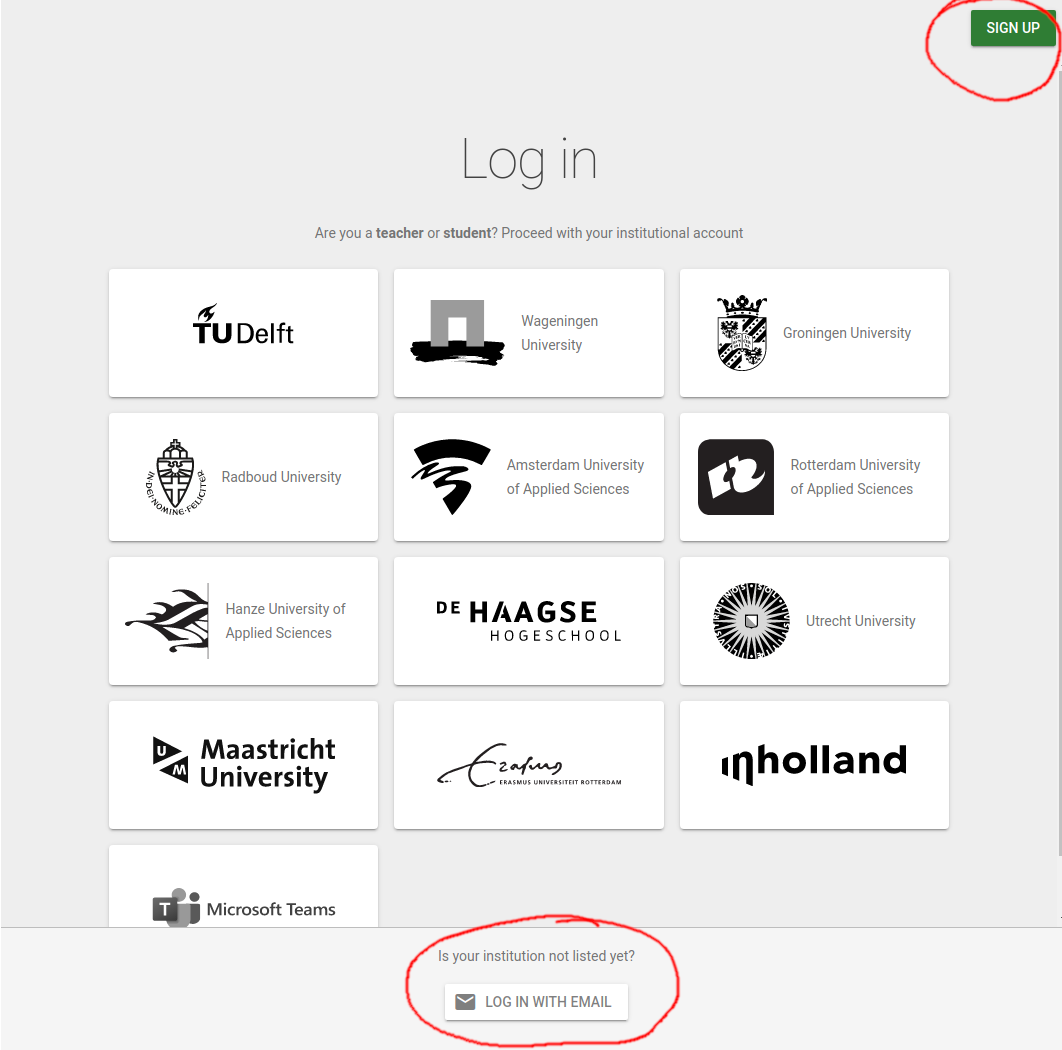 SIGN UP
Log in
Are you a teacher or student? Proceed with your institutional account
TU Delft
Wageningen
University
Groningen University
IN·DEI·NOMINE·FELICITER
Radboud University
Amsterdam University
of Applied Sciences
Rotterdam University
of Applied Sciences
Hanze University of
Applied Sciences
DE HAAGSE
HOGESCHOOL
Utrecht University
UM
Maastricht
University
Erasmus
ERASMUS UNIVERSITEIT ROTTERDAM
inholland
T
Microsoft Teams
Is your institution not listed yet?
LOG IN WITH EMAIL